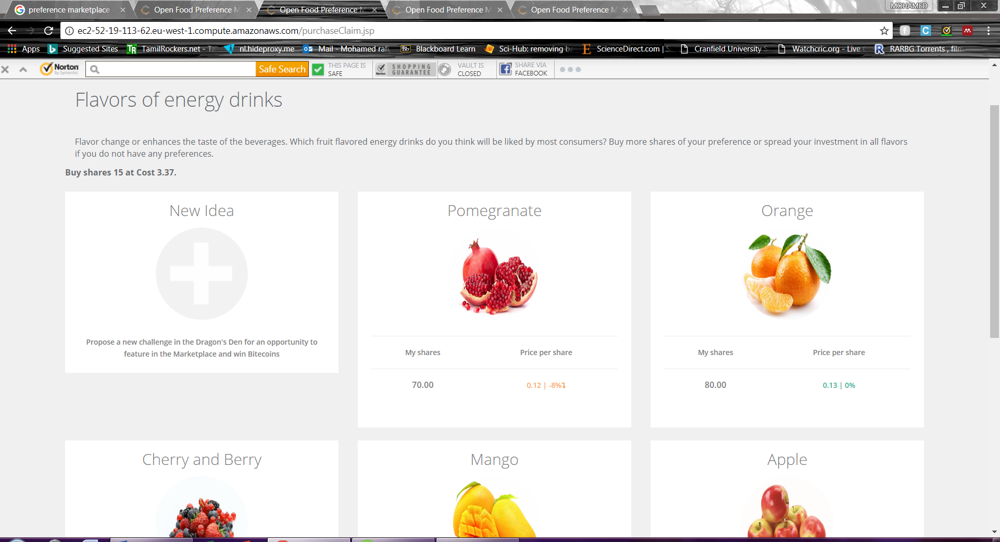 preference marketplace
Open Food Preference M
Open Food Preference M
Open Food Preference M
Open Food Preference M
MOHAMED
ec2-52-19-113-62.eu-west-1.compute.amazonaws.com/purchaseClaim.jsp
Apps
Suggested Sites
TamilRockers.net - Ta
nl.hideproxy.me
Mail - Mohamed rafi
Bb
Blackboard Learn
Sci-Hub: removing ba
ScienceDirect.com | S
Cranfield University S
Watchcric.org - Live
RARBG Torrents , film
Norton
by Symantec
Safe Search
THIS PAGE IS
SAFE
Norton
SHOPPING
GUARANTEE
VAULT IS
CLOSED
SHARE VIA
FACEBOOK
Flavors of energy drinks
Flavor change or enhances the taste of the beverages. Which fruit flavored energy drinks do you think will be liked by most consumers? Buy more shares of your preference or spread your investment in all flavors
if you do not have any preferences.
Buy shares 15 at Cost 3.37.
New Idea
Propose a new challenge in the Dragon's Den for an opportunity to
feature in the Marketplace and win Bitecoins
Pomegranate
My shares Price per share
70.00 0.12 | -8%
Orange
My shares Price per share
80.00 0.13 | 0%
Cherry and Berry
Mango
Apple